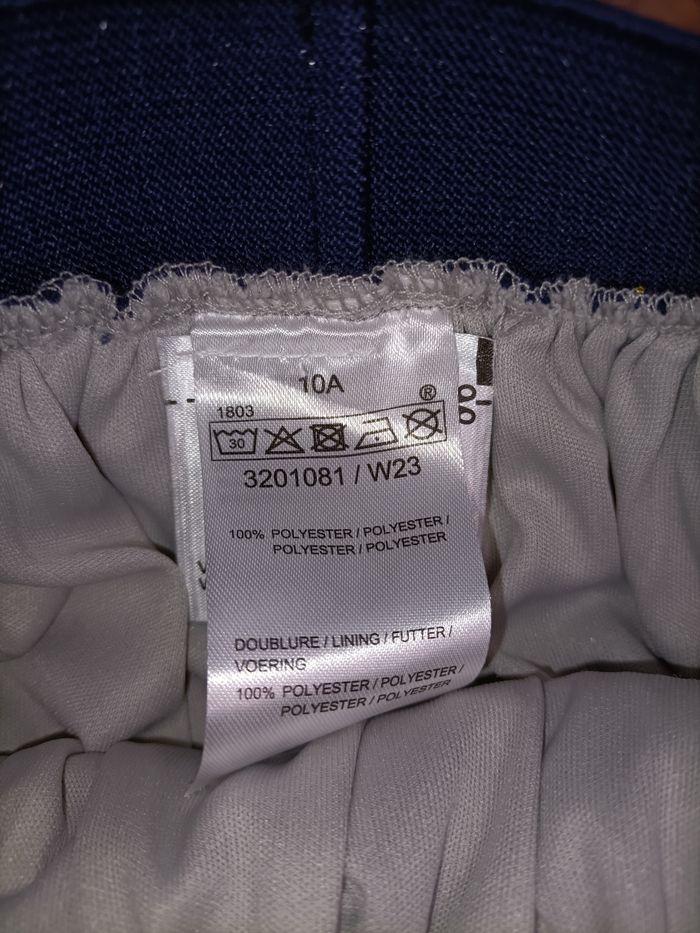 10A
1803 ®
30
3201081 / W23
100% POLYESTER / POLYESTER /
POLYESTER / POLYESTER
DOUBLURE / LINING / FUTTER /
VOERING
100% POLYESTER / POLYESTER /
POLYESTER / POLYESTER